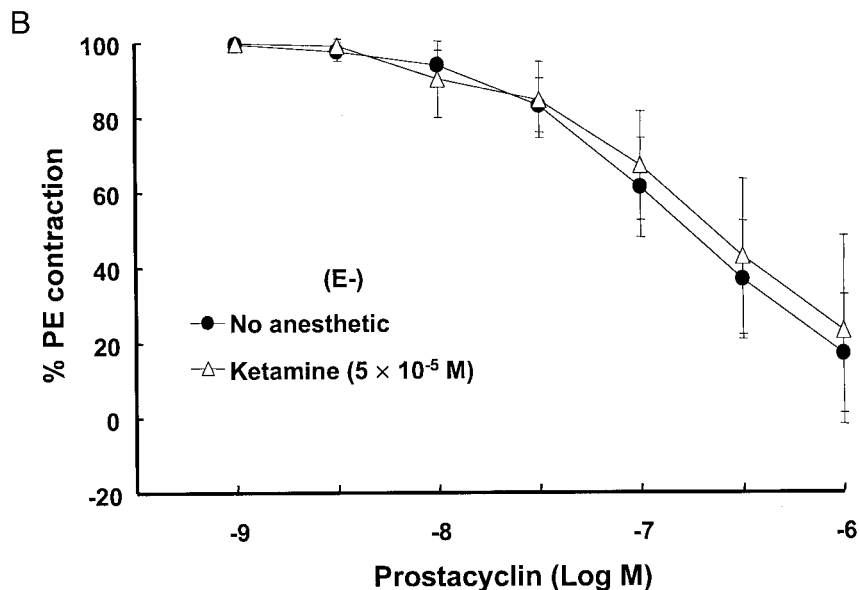 B
100
80
60
40
20
0
-20
% PE contraction
(E-)
No anesthetic
Ketamine (5 × 10⁻⁵ M)
-9 -8 -7 -6
Prostacyclin (Log M)